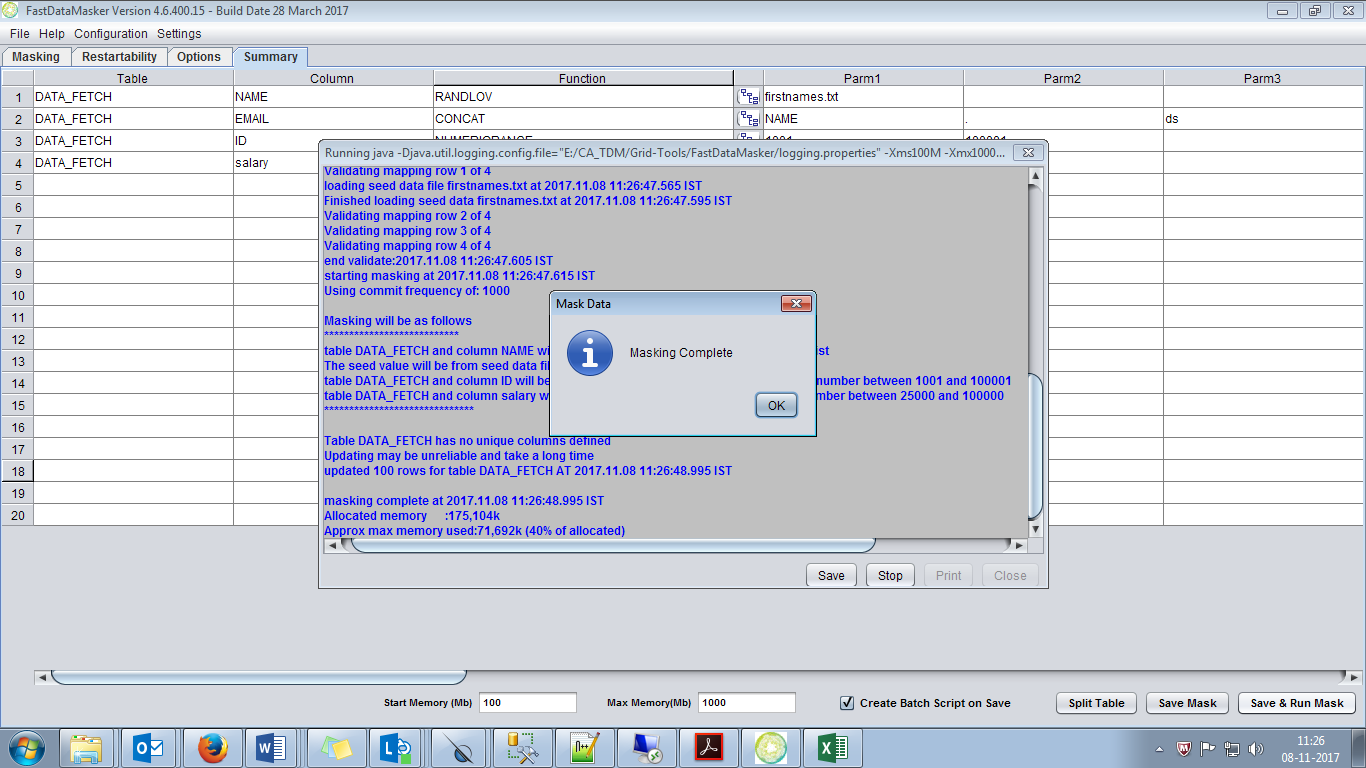 FastDataMasker Version 4.6.400.15 - Build Date 28 March 2017
File Help Configuration Settings
Masking Restartability Options Summary
Table Column Function Parm1 Parm2 Parm3
1 DATA_FETCH NAME RANDLOV firstnames.txt
2 DATA_FETCH EMAIL CONCAT NAME . ds
3 DATA_FETCH ID
4 DATA_FETCH salary
5
6
7
8
9
10
11
12
13
14
15
16
17
18
19
20
Running java -Djava.util.logging.config.file="E:/CA_TDM/Grid-Tools/FastDataMasker/logging.properties" -Xms100M -Xmx1000...
Validating mapping row 1 of 4
loading seed data file firstnames.txt at 2017.11.08 11:26:47.565 IST
Finished loading seed data firstnames.txt at 2017.11.08 11:26:47.595 IST
Validating mapping row 2 of 4
Validating mapping row 3 of 4
Validating mapping row 4 of 4
end validate:2017.11.08 11:26:47.605 IST
starting masking at 2017.11.08 11:26:47.615 IST
Using commit frequency of: 1000
Masking will be as follows
***************************
table DATA_FETCH and column NAME wi
The seed value will be from seed data fil
table DATA_FETCH and column ID will be number between 1001 and 100001
table DATA_FETCH and column salary w mber between 25000 and 100000
******************************
Table DATA_FETCH has no unique columns defined
Updating may be unreliable and take a long time
updated 100 rows for table DATA_FETCH AT 2017.11.08 11:26:48.995 IST
masking complete at 2017.11.08 11:26:48.995 IST
Allocated memory :175,104k
Approx max memory used:71,692k (40% of allocated)
Mask Data
Masking Complete
OK
Save Stop Print Close
Start Memory (Mb) 100 Max Memory(Mb) 1000 Create Batch Script on Save Split Table Save Mask Save & Run Mask
11:26
08-11-2017